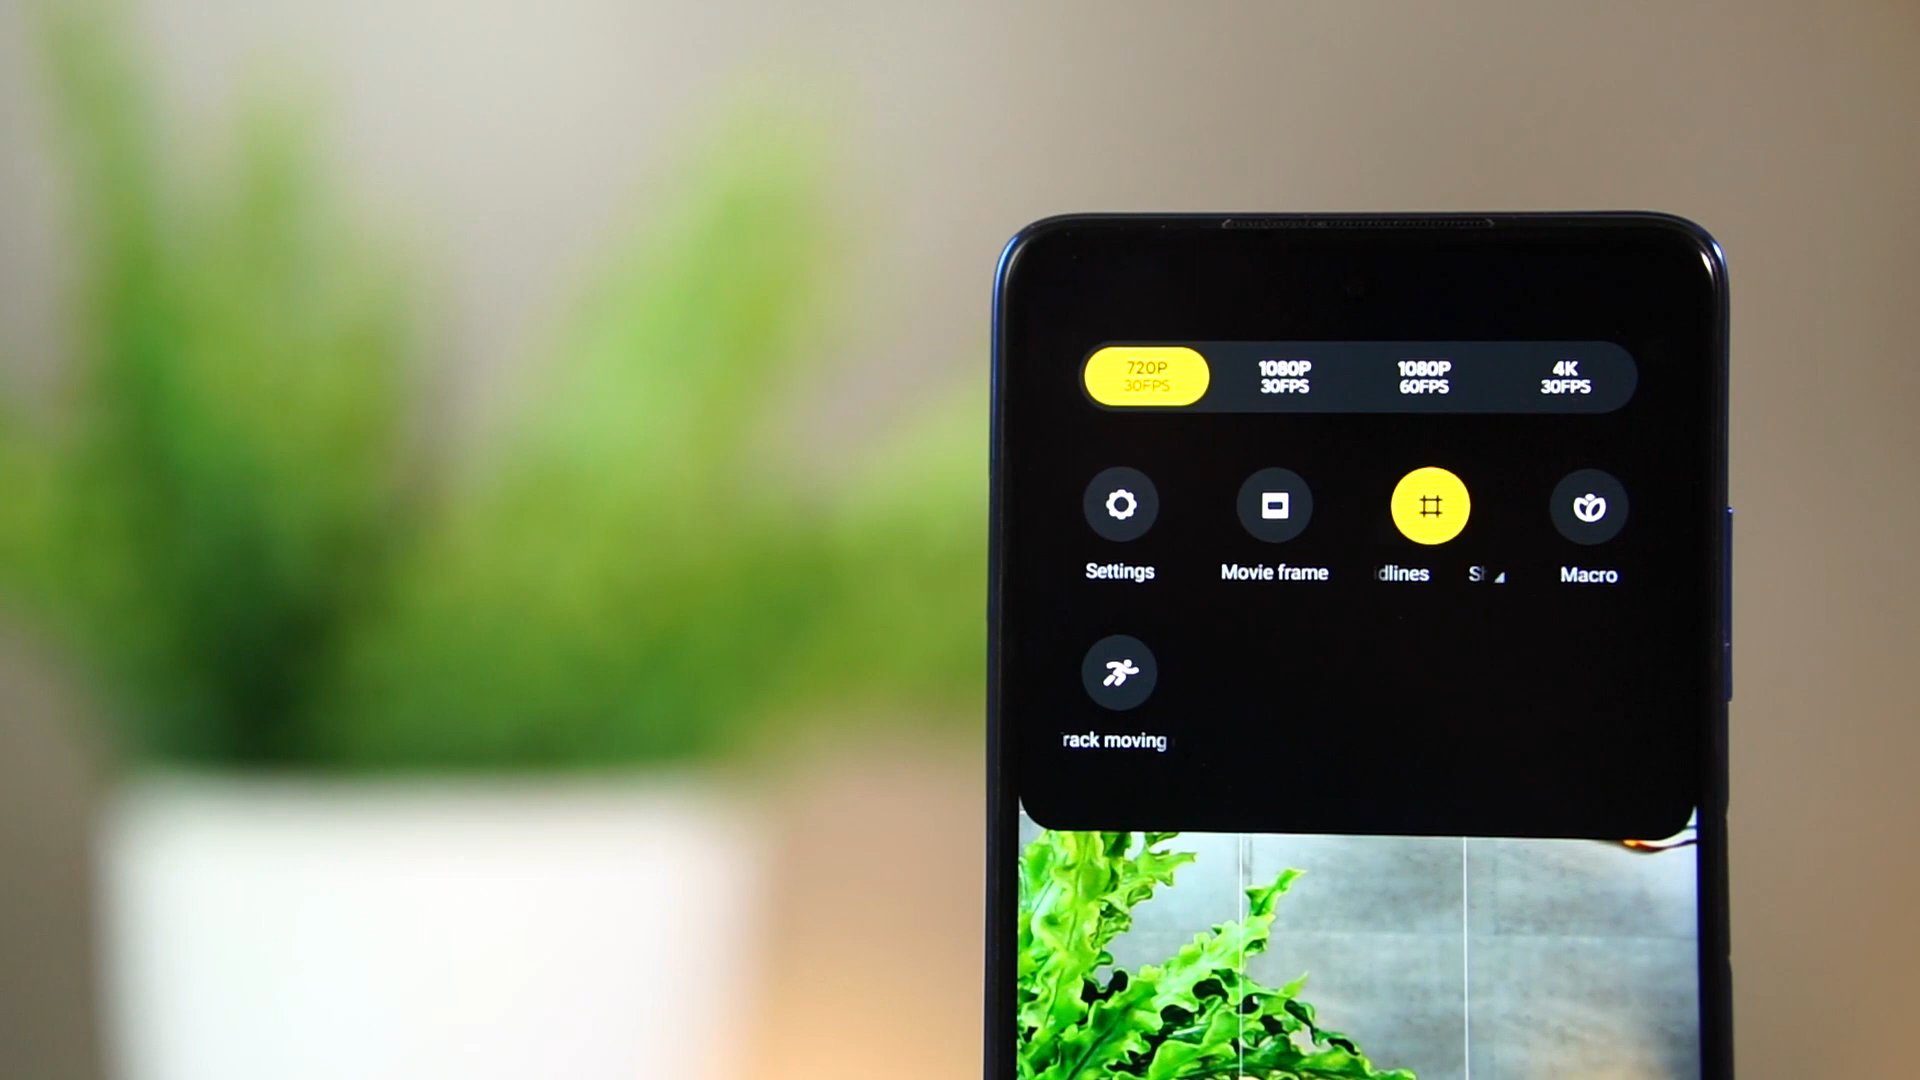 720P 1080P 1080P 4K
30FPS 30FPS 60FPS 30FPS
Settings Movie frame dlines Macro
rack moving